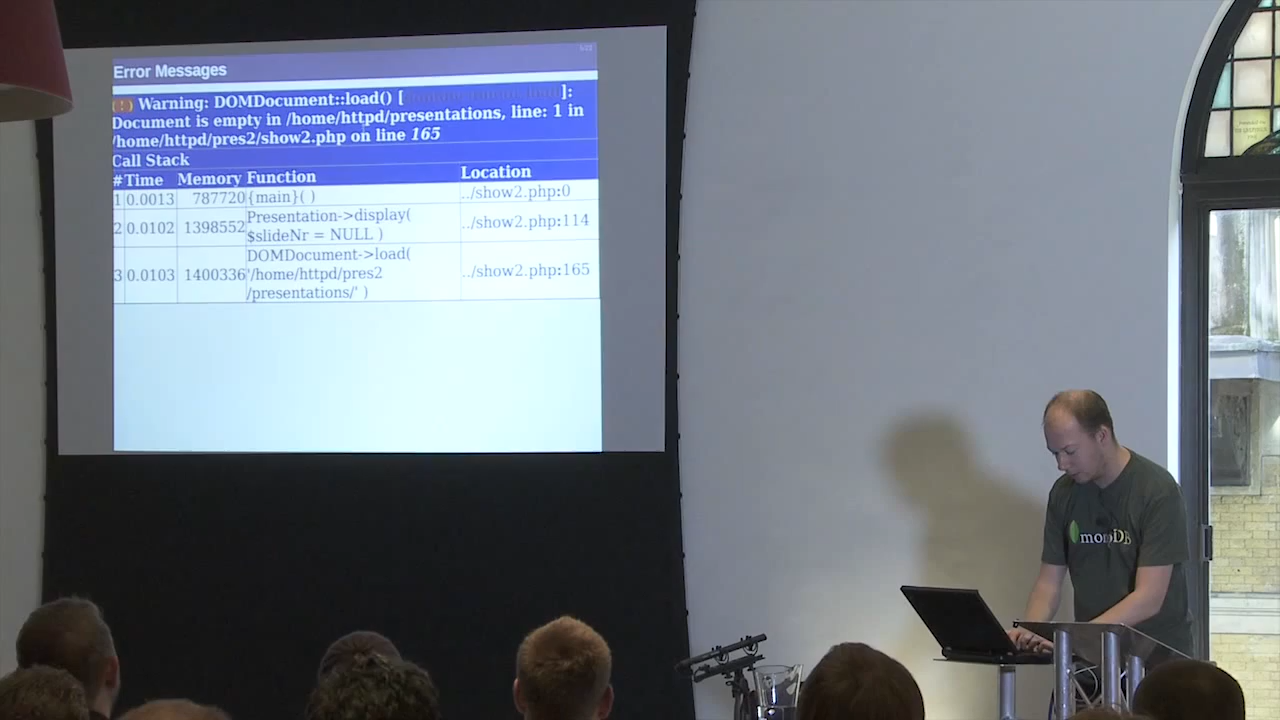 Error Messages
( ! ) Warning: DOMDocument::load() [ ]:
Document is empty in /home/httpd/presentations, line: 1 in
/home/httpd/pres2/show2.php on line 165
Call Stack
# Time Memory Function Location
1 0.0013 787720 {main}( ) ../show2.php:0
2 0.0102 1398552 Presentation->display(
$slideNr = NULL ) ../show2.php:114
3 0.0103 1400336 DOMDocument->load(
'/home/httpd/pres2
/presentations/' ) ../show2.php:165
mongoDB